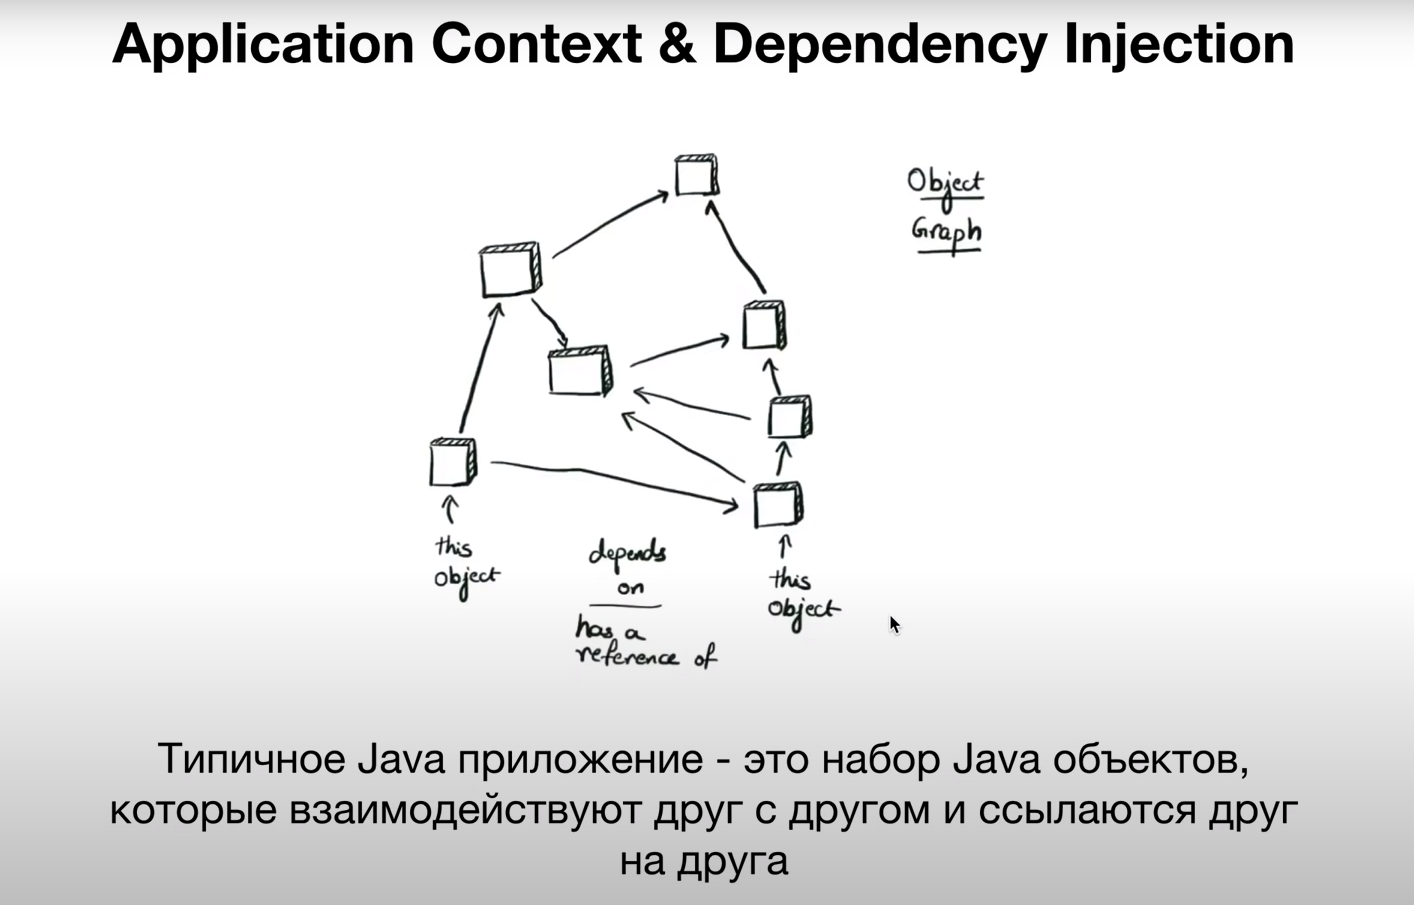 Application Context & Dependency Injection
Object
Graph
this
object
depends
on
has a
reference of
this
object
Типичное Java приложение - это набор Java объектов,
которые взаимодействуют друг с другом и ссылаются друг
на друга